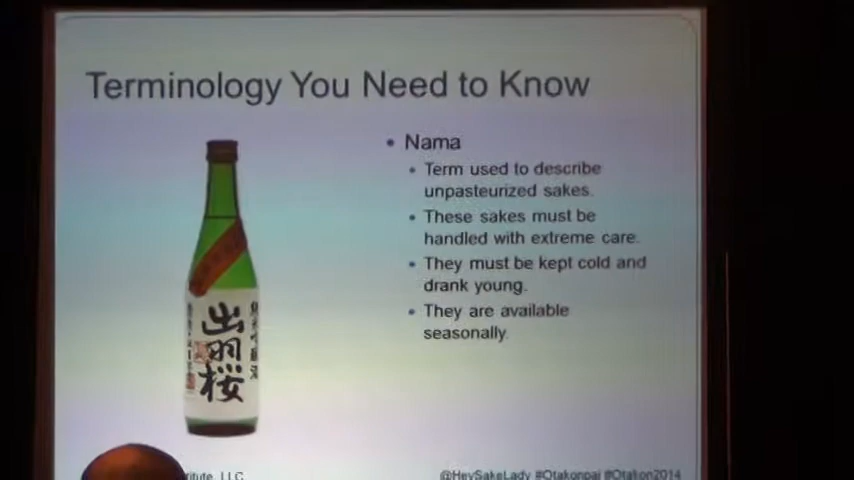 Terminology You Need to Know
• Nama
• Term used to describe
unpasteurized sakes.
• These sakes must be
handled with extreme care.
• They must be kept cold and
drank young.
• They are available
seasonally.
出羽桜
itute, LLC
@HeySakeLady #Otakonpai #Otakon2014